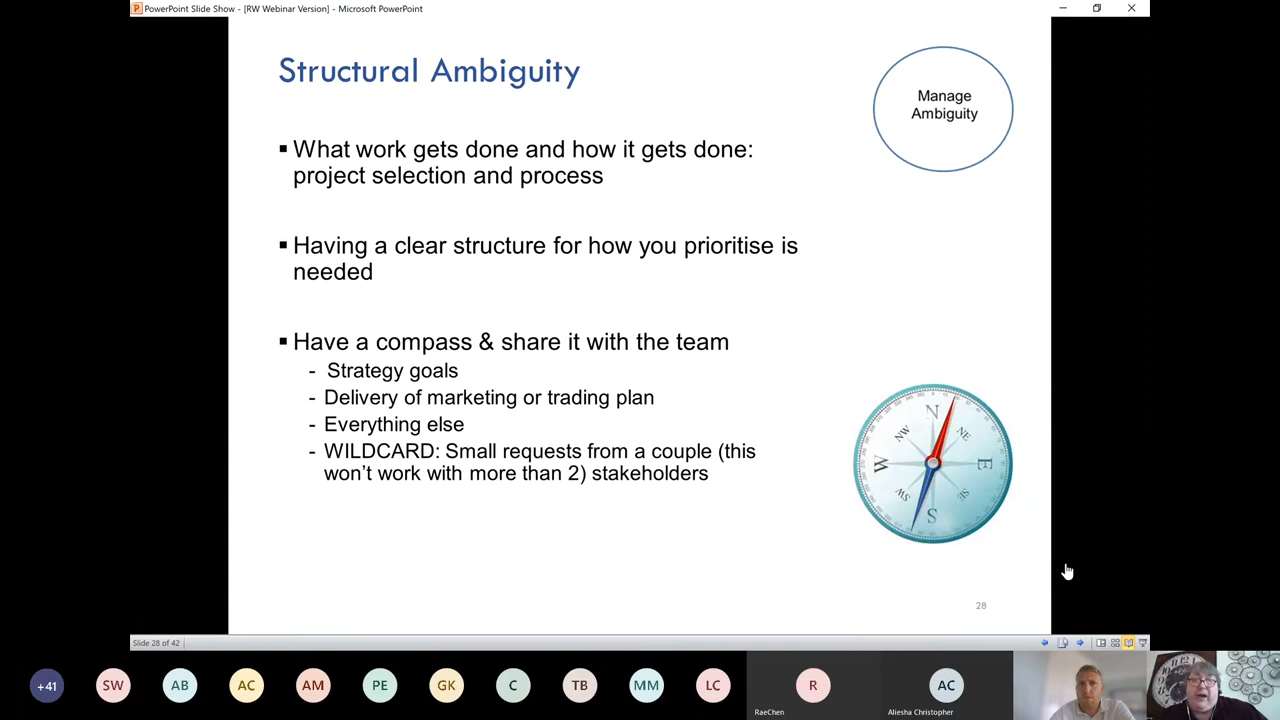 PowerPoint Slide Show - [RW Webinar Version] - Microsoft PowerPoint
Structural Ambiguity
Manage
Ambiguity
▪ What work gets done and how it gets done:
project selection and process
▪ Having a clear structure for how you prioritise is
needed
▪ Have a compass & share it with the team
- Strategy goals
- Delivery of marketing or trading plan
- Everything else
- WILDCARD: Small requests from a couple (this
won't work with more than 2) stakeholders
N
NW
NE
W
E
SW
SE
S
28
Slide 28 of 42
+41
SW
AB
AC
AM
PE
GK
C
TB
MM
LC
R
AC
RaeChen
Aliesha Christopher